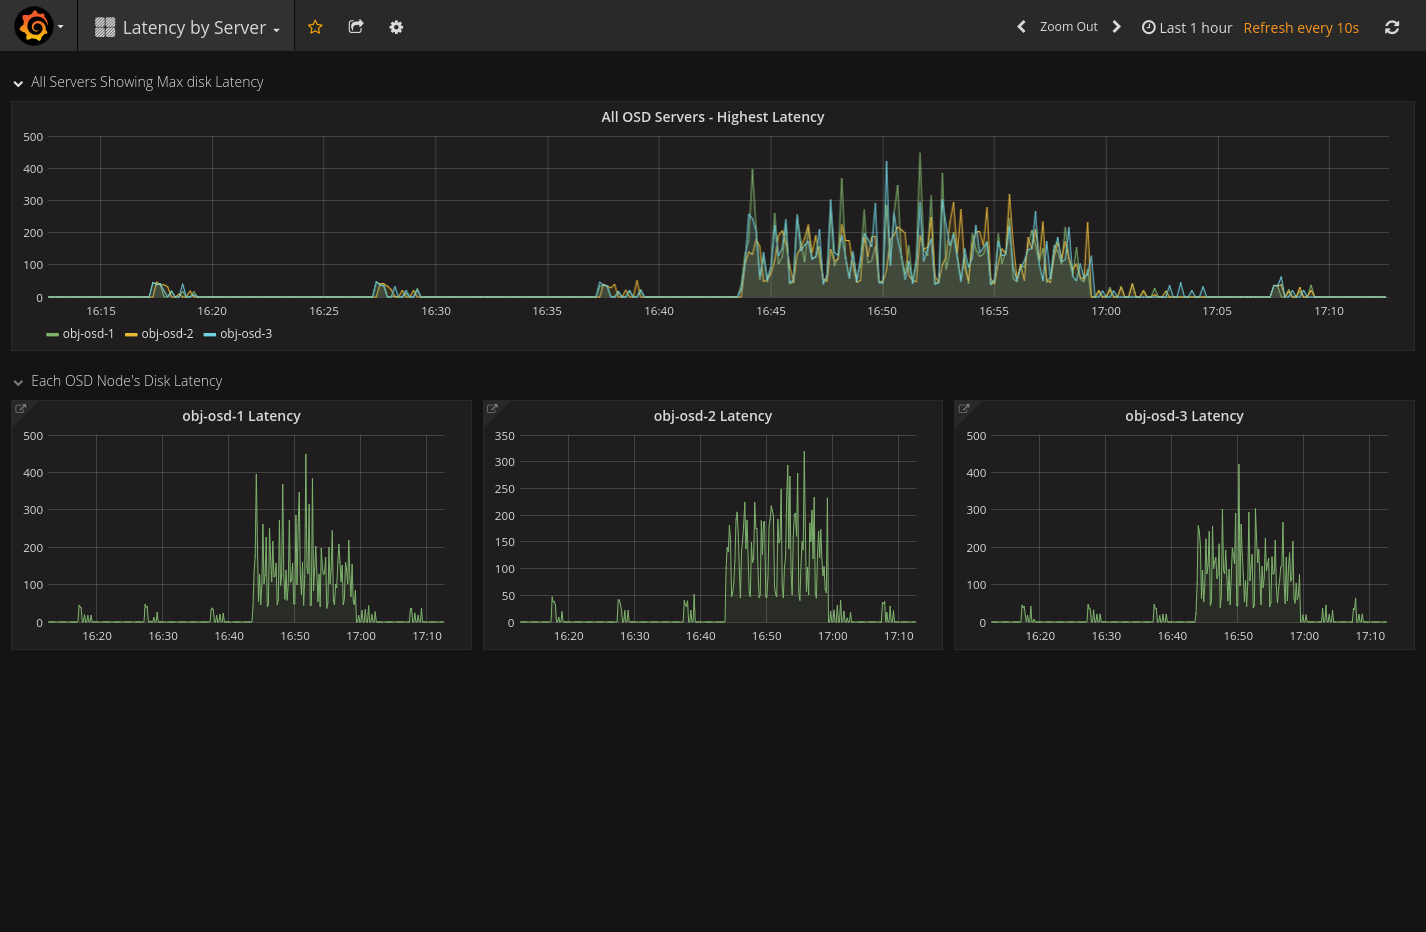 Latency by Server
Zoom Out
Last 1 hour
Refresh every 10s
All Servers Showing Max disk Latency
All OSD Servers - Highest Latency
500
400
300
200
100
0
16:15 16:20 16:25 16:30 16:35 16:40 16:45 16:50 16:55 17:00 17:05 17:10
obj-osd-1 obj-osd-2 obj-osd-3
Each OSD Node's Disk Latency
obj-osd-1 Latency
500
400
300
200
100
0
16:20 16:30 16:40 16:50 17:00 17:10
obj-osd-2 Latency
350
300
250
200
150
100
50
0
16:20 16:30 16:40 16:50 17:00 17:10
obj-osd-3 Latency
500
400
300
200
100
0
16:20 16:30 16:40 16:50 17:00 17:10